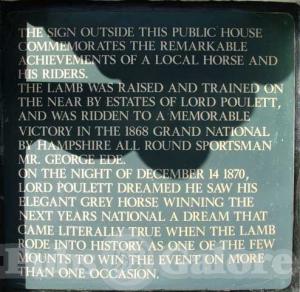 THE SIGN OUTSIDE THIS PUBLIC HOUSE
COMMEMORATES THE REMARKABLE
ACHIEVEMENTS OF A LOCAL HORSE AND
HIS RIDERS.
THE LAMB WAS RAISED AND TRAINED ON
THE NEAR BY ESTATES OF LORD POULETT,
AND WAS RIDDEN TO A MEMORABLE
VICTORY IN THE 1868 GRAND NATIONAL
BY HAMPSHIRE ALL ROUND SPORTSMAN
MR. GEORGE EDE.
ON THE NIGHT OF DECEMBER 14 1870,
LORD POULETT DREAMED HE SAW HIS
ELEGANT GREY HORSE WINNING THE
NEXT YEARS NATIONAL A DREAM THAT
CAME LITERALLY TRUE WHEN THE LAMB
RODE INTO HISTORY AS ONE OF THE FEW
MOUNTS TO WIN THE EVENT ON MORE
THAN ONE OCCASION.